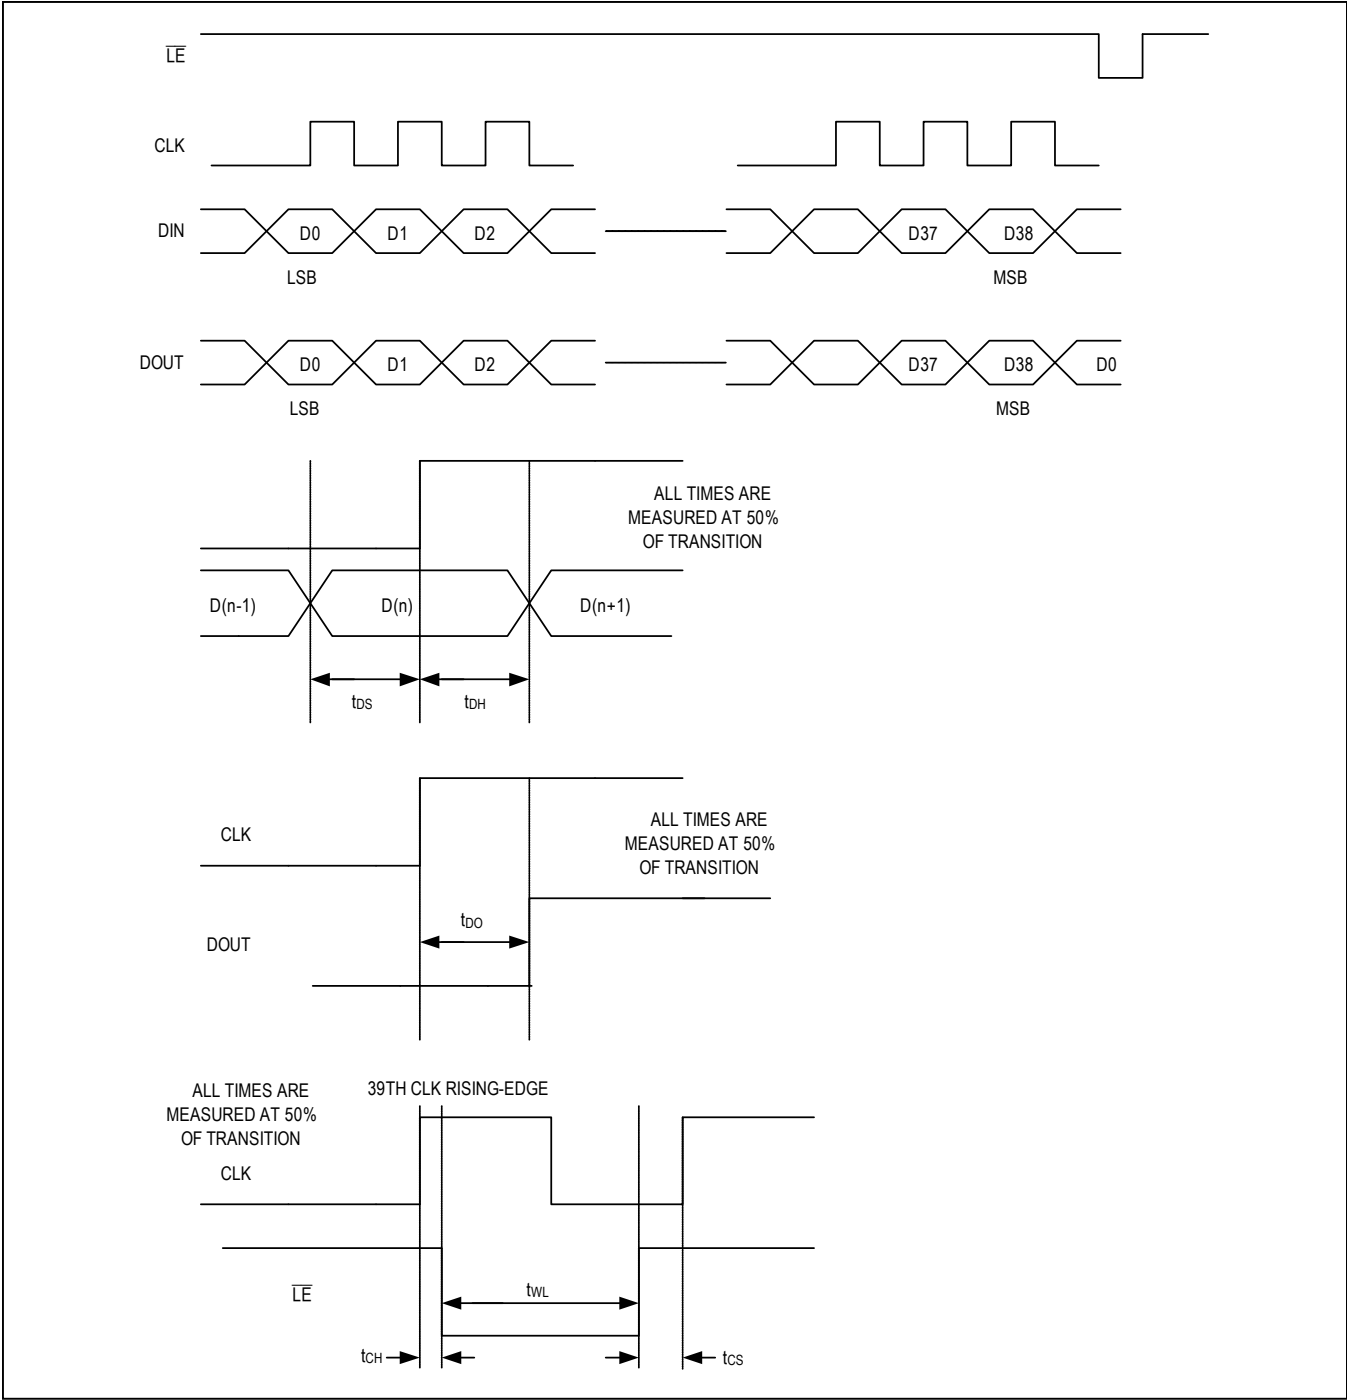 LE
CLK
DIN
D0 D1 D2 D37 D38
LSB MSB
DOUT
D0 D1 D2 D37 D38 D0
LSB MSB
ALL TIMES ARE
MEASURED AT 50%
OF TRANSITION
D(n-1) D(n) D(n+1)
tDS tDH
CLK
ALL TIMES ARE
MEASURED AT 50%
OF TRANSITION
tDO
DOUT
ALL TIMES ARE
MEASURED AT 50%
OF TRANSITION
39TH CLK RISING-EDGE
CLK
LE
tWL
tCH tCS